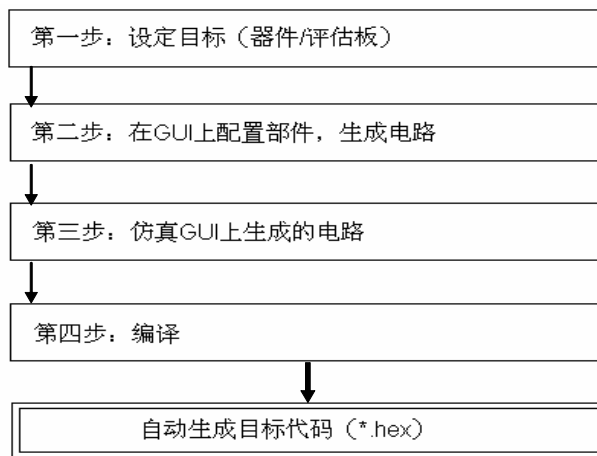 第一步：设定目标（器件/评估板）
第二步：在GUI上配置部件，生成电路
第三步：仿真GUI上生成的电路
第四步：编译
自动生成目标代码（*.hex）